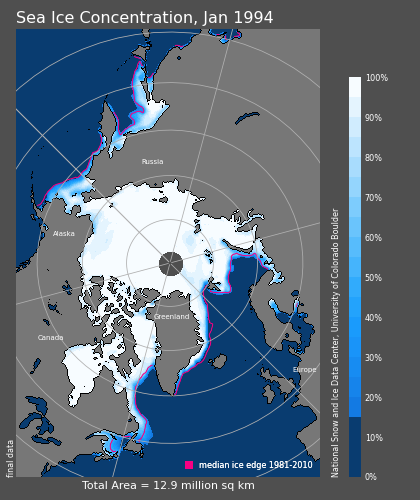 Sea Ice Concentration, Jan 1994
Russia
Alaska
Greenland
Canada
Europe
median ice edge 1981-2010
Total Area = 12.9 million sq km
final data
National Snow and Ice Data Center, University of Colorado Boulder
100%
90%
80%
70%
60%
50%
40%
30%
20%
10%
0%